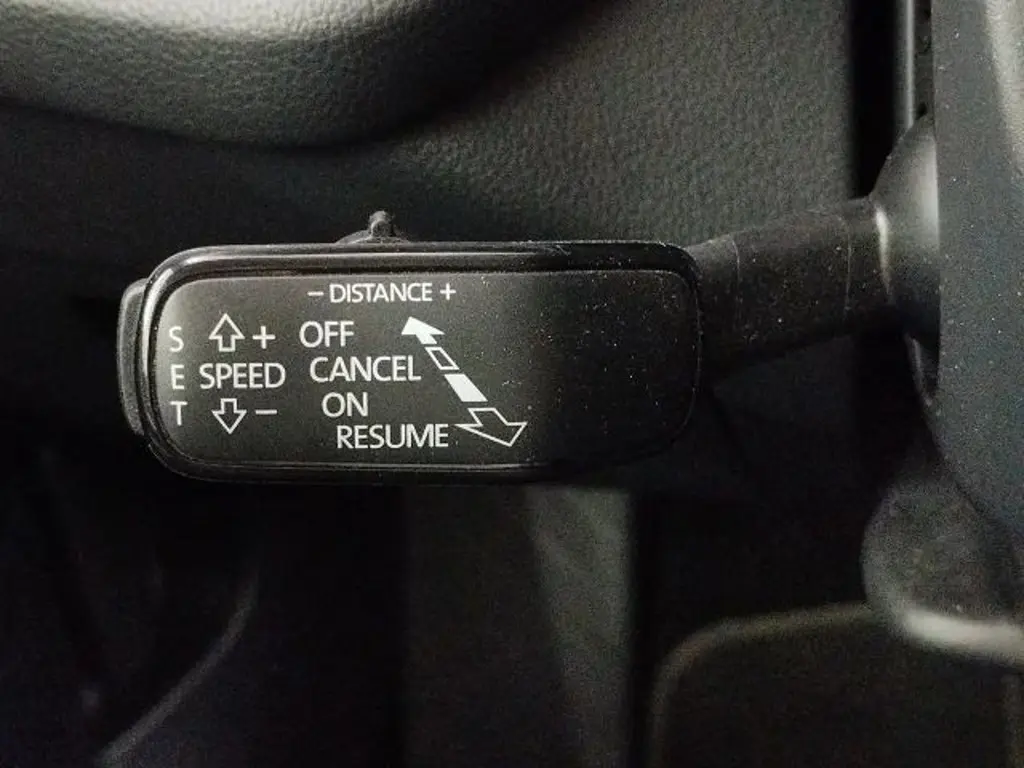 − DISTANCE +
S + OFF
E SPEED CANCEL
T − ON
RESUME